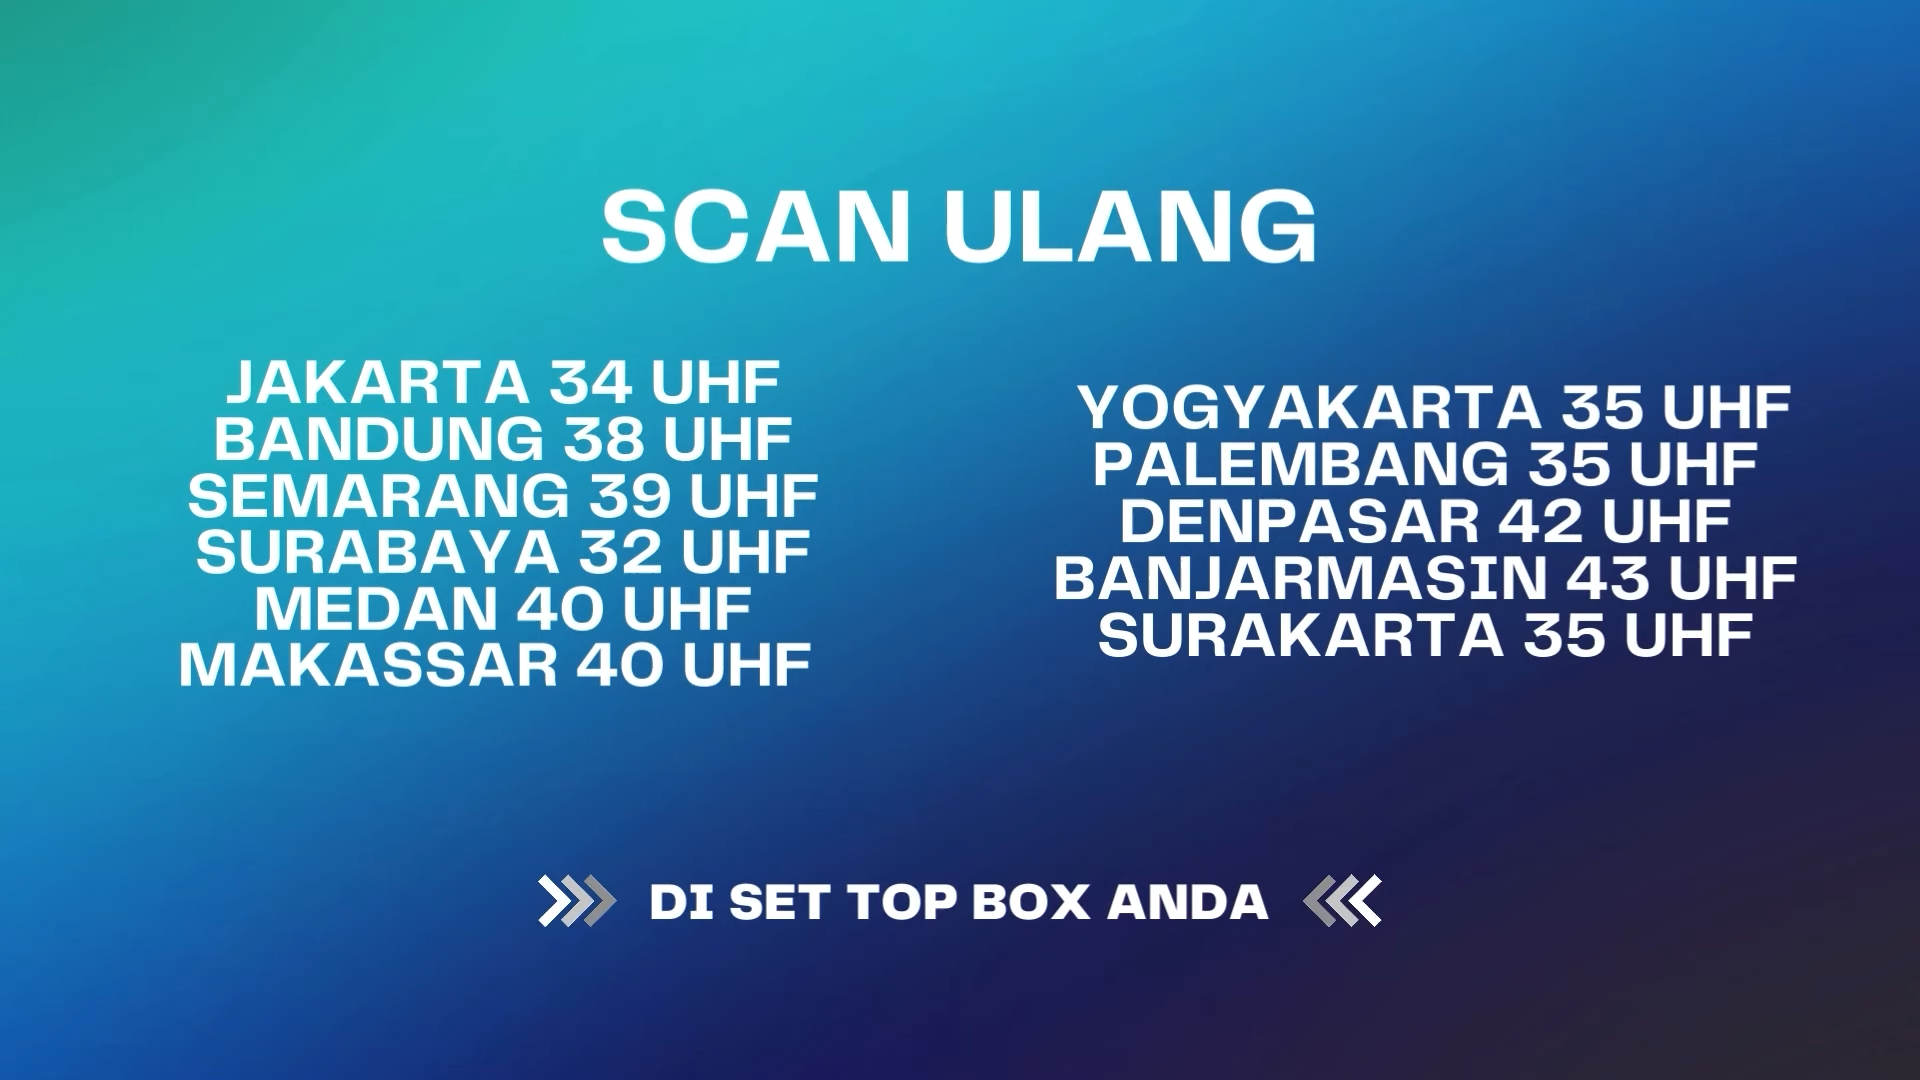 SCAN ULANG
JAKARTA 34 UHF
BANDUNG 38 UHF
SEMARANG 39 UHF
SURABAYA 32 UHF
MEDAN 40 UHF
MAKASSAR 40 UHF
YOGYAKARTA 35 UHF
PALEMBANG 35 UHF
DENPASAR 42 UHF
BANJARMASIN 43 UHF
SURAKARTA 35 UHF
DI SET TOP BOX ANDA